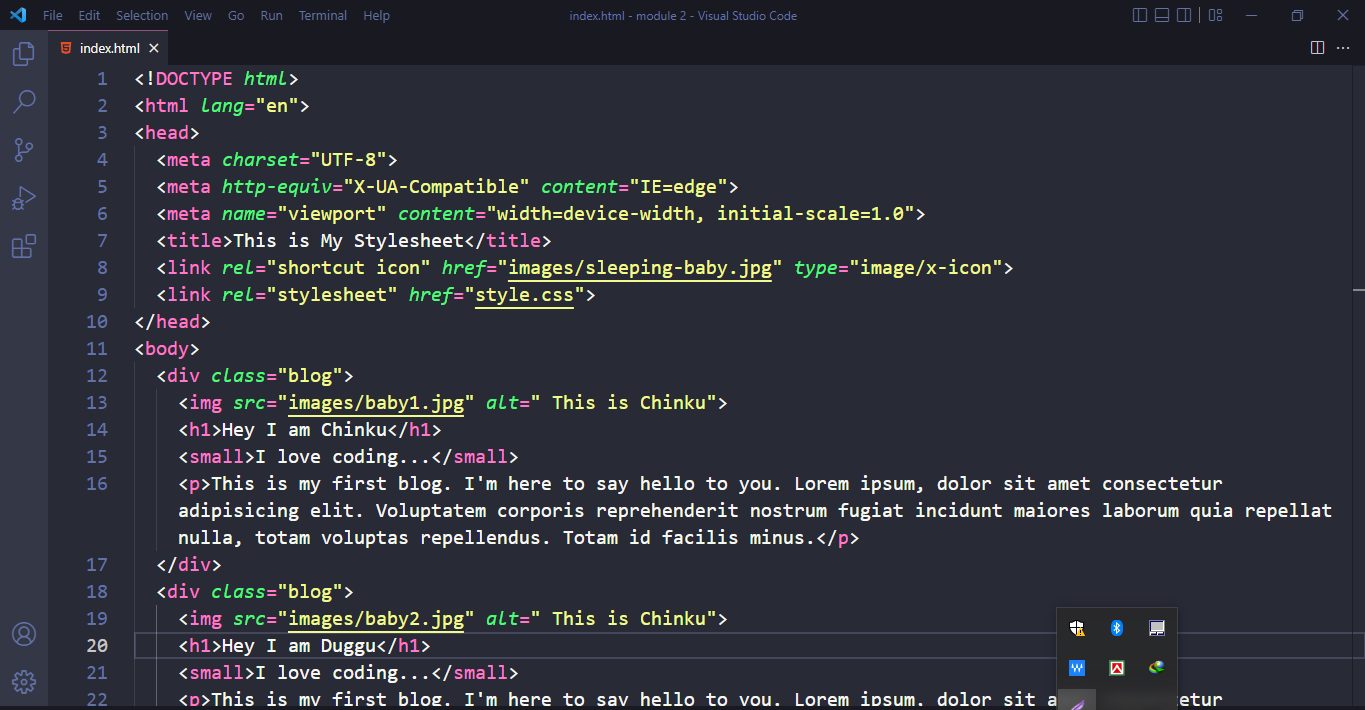 File Edit Selection View Go Run Terminal Help index.html - module 2 - Visual Studio Code
index.html
1 <!DOCTYPE html>
2 <html lang="en">
3 <head>
4 <meta charset="UTF-8">
5 <meta http-equiv="X-UA-Compatible" content="IE=edge">
6 <meta name="viewport" content="width=device-width, initial-scale=1.0">
7 <title>This is My Stylesheet</title>
8 <link rel="shortcut icon" href="images/sleeping-baby.jpg" type="image/x-icon">
9 <link rel="stylesheet" href="style.css">
10 </head>
11 <body>
12 <div class="blog">
13 <img src="images/baby1.jpg" alt=" This is Chinku">
14 <h1>Hey I am Chinku</h1>
15 <small>I love coding...</small>
16 <p>This is my first blog. I'm here to say hello to you. Lorem ipsum, dolor sit amet consectetur
adipisicing elit. Voluptatem corporis reprehenderit nostrum fugiat incidunt maiores laborum quia repellat
nulla, totam voluptas repellendus. Totam id facilis minus.</p>
17 </div>
18 <div class="blog">
19 <img src="images/baby2.jpg" alt=" This is Chinku">
20 <h1>Hey I am Duggu</h1>
21 <small>I love coding...</small>
22 <p>This is my first blog. I'm here to say hello to you. Lorem ipsum, dolor sit